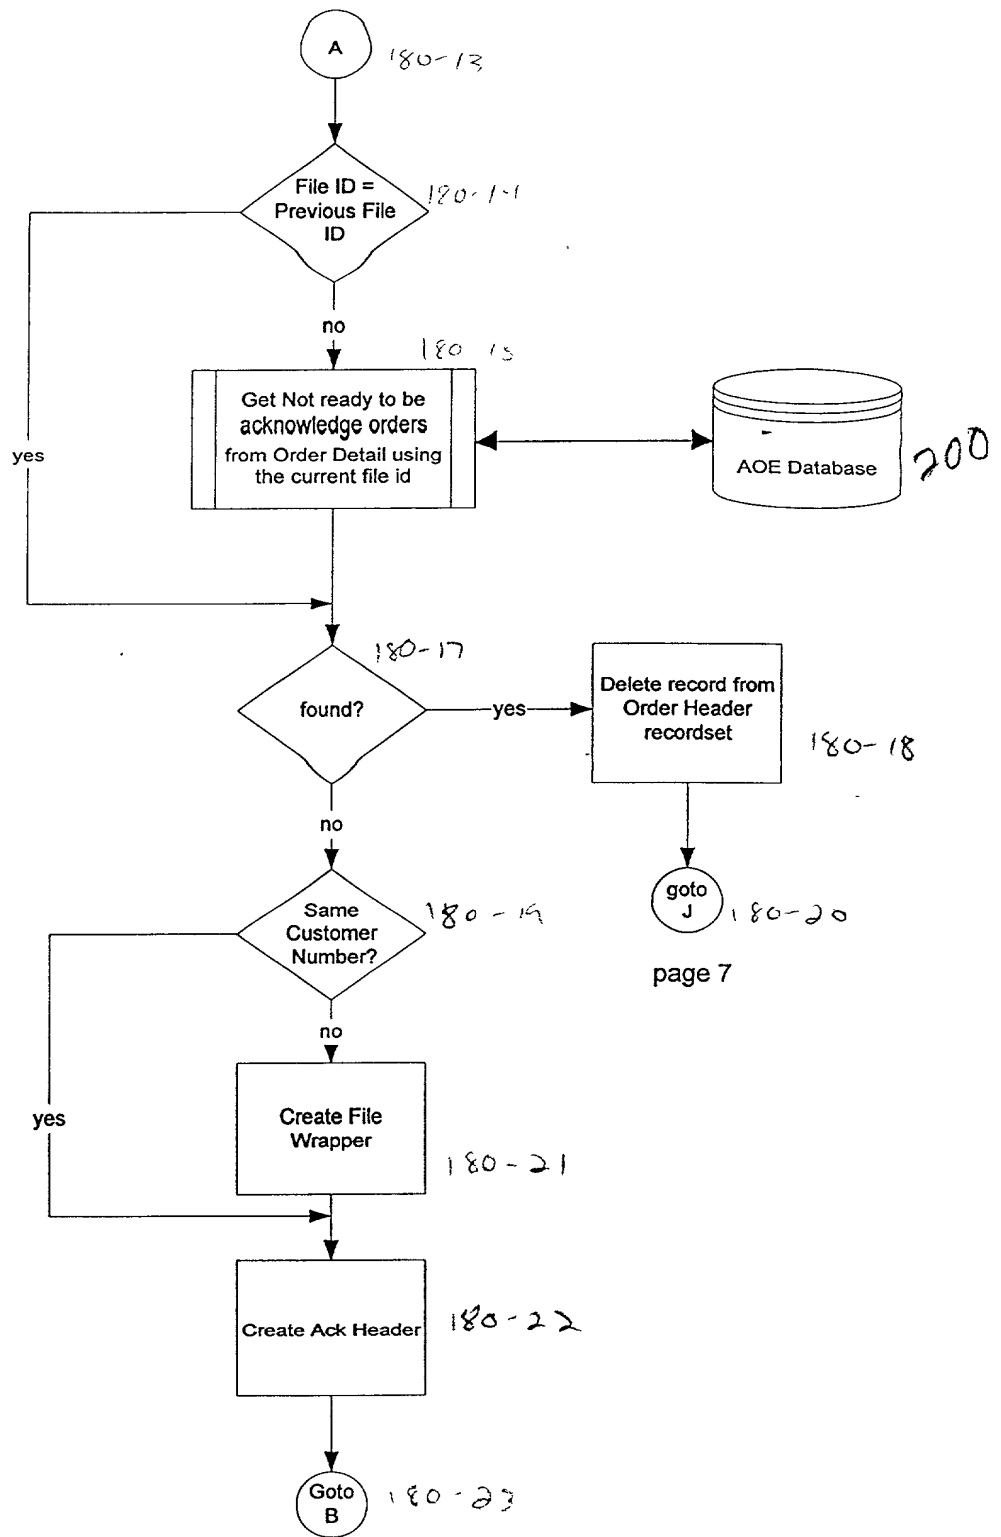 A
180-13
File ID =
Previous File
ID
180-14
no
180-15
Get Not ready to be
acknowledge orders
from Order Detail using
the current file id
AOE Database
200
yes
180-17
found?
yes
Delete record from
Order Header
recordset
180-18
no
goto
J
180-20
page 7
Same
Customer
Number?
180-19
no
yes
Create File
Wrapper
180-21
Create Ack Header
180-22
Goto
B
180-23